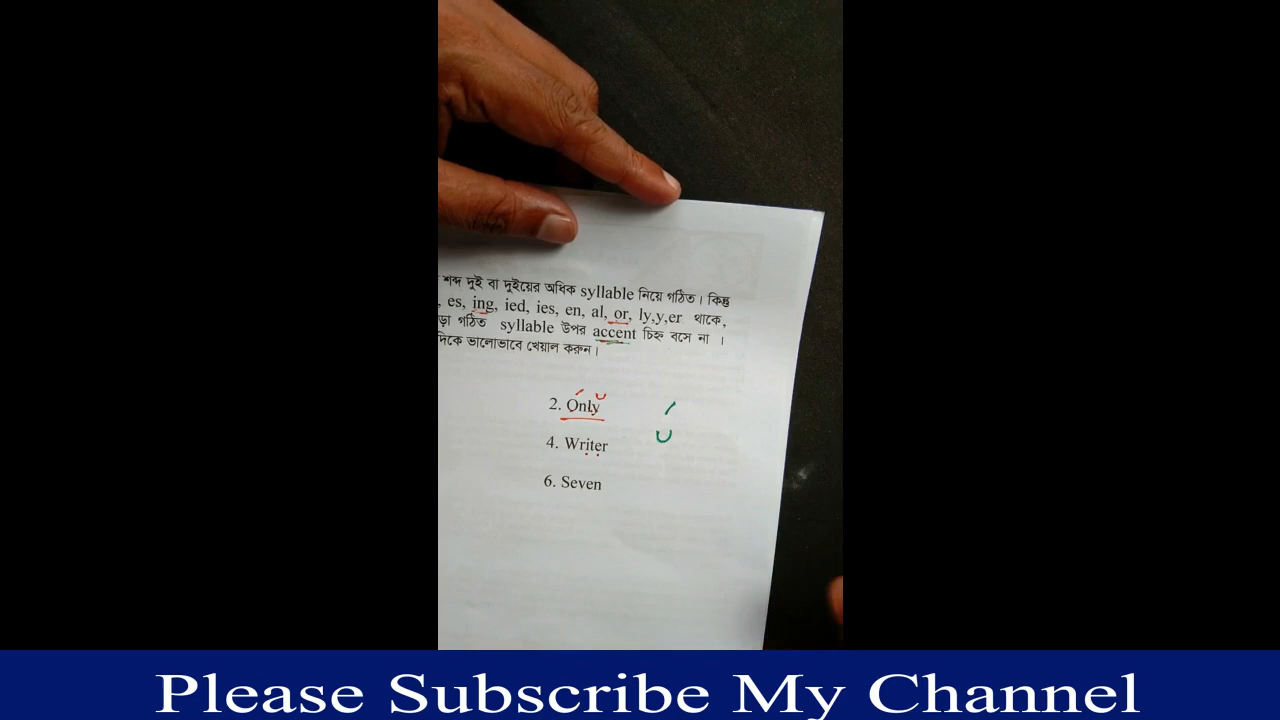 শব্দ দুই বা দুইয়ের অধিক syllable নিয়ে গঠিত। কিন্তু
, es, ing, ied, ies, en, al, or, ly,y,er থাকে,
গঠিত syllable উপর accent চিহ্ন বসে না ।
দিকে ভালোভাবে খেয়াল করুন।
2. Only
4. Writer
6. Seven
Please Subscribe My Channel